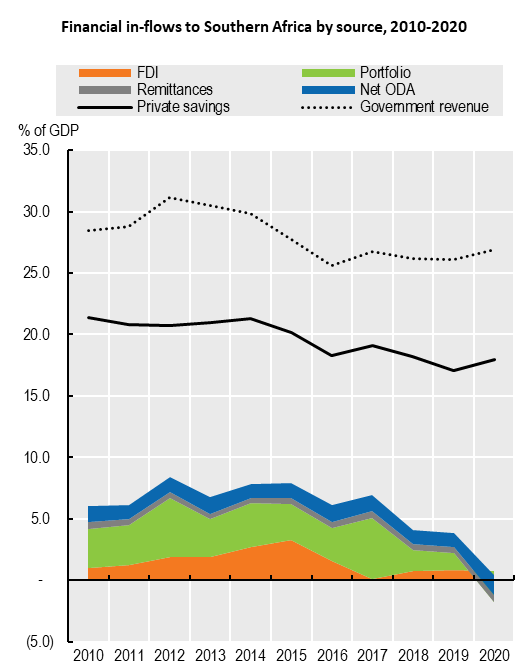 Financial in-flows to Southern Africa by source, 2010-2020
FDI Portfolio
Remittances Net ODA
Private savings Government revenue
% of GDP
35.0
30.0
25.0
20.0
15.0
10.0
5.0
-
(5.0)
2010 2011 2012 2013 2014 2015 2016 2017 2018 2019 2020